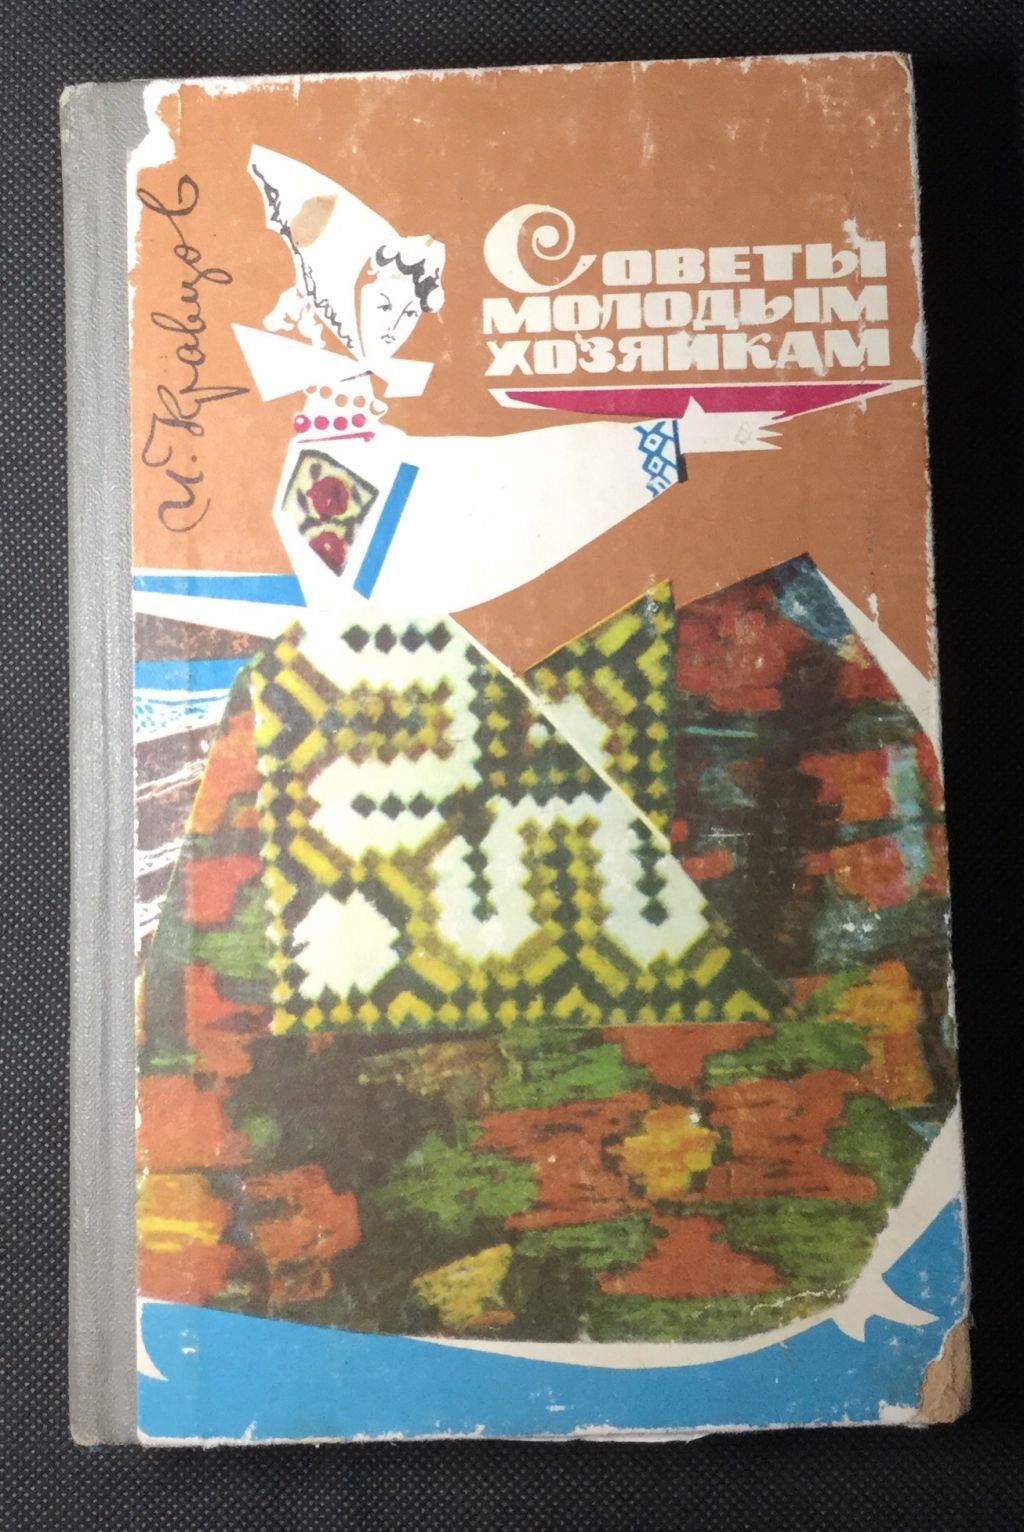 И. Кравцов
Советы
молодым
хозяйкам